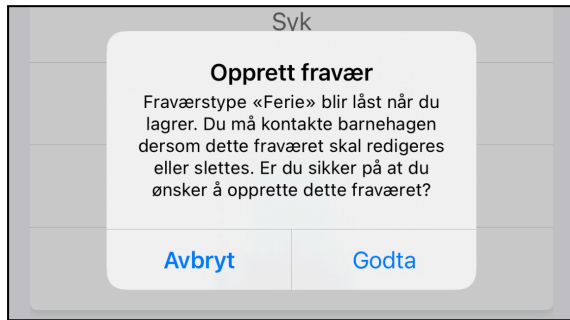 Syk
Opprett fravær
Fraværstype «Ferie» blir låst når du
lagrer. Du må kontakte barnehagen
dersom dette fraværet skal redigeres
eller slettes. Er du sikker på at du
ønsker å opprette dette fraværet?
Avbryt
Godta